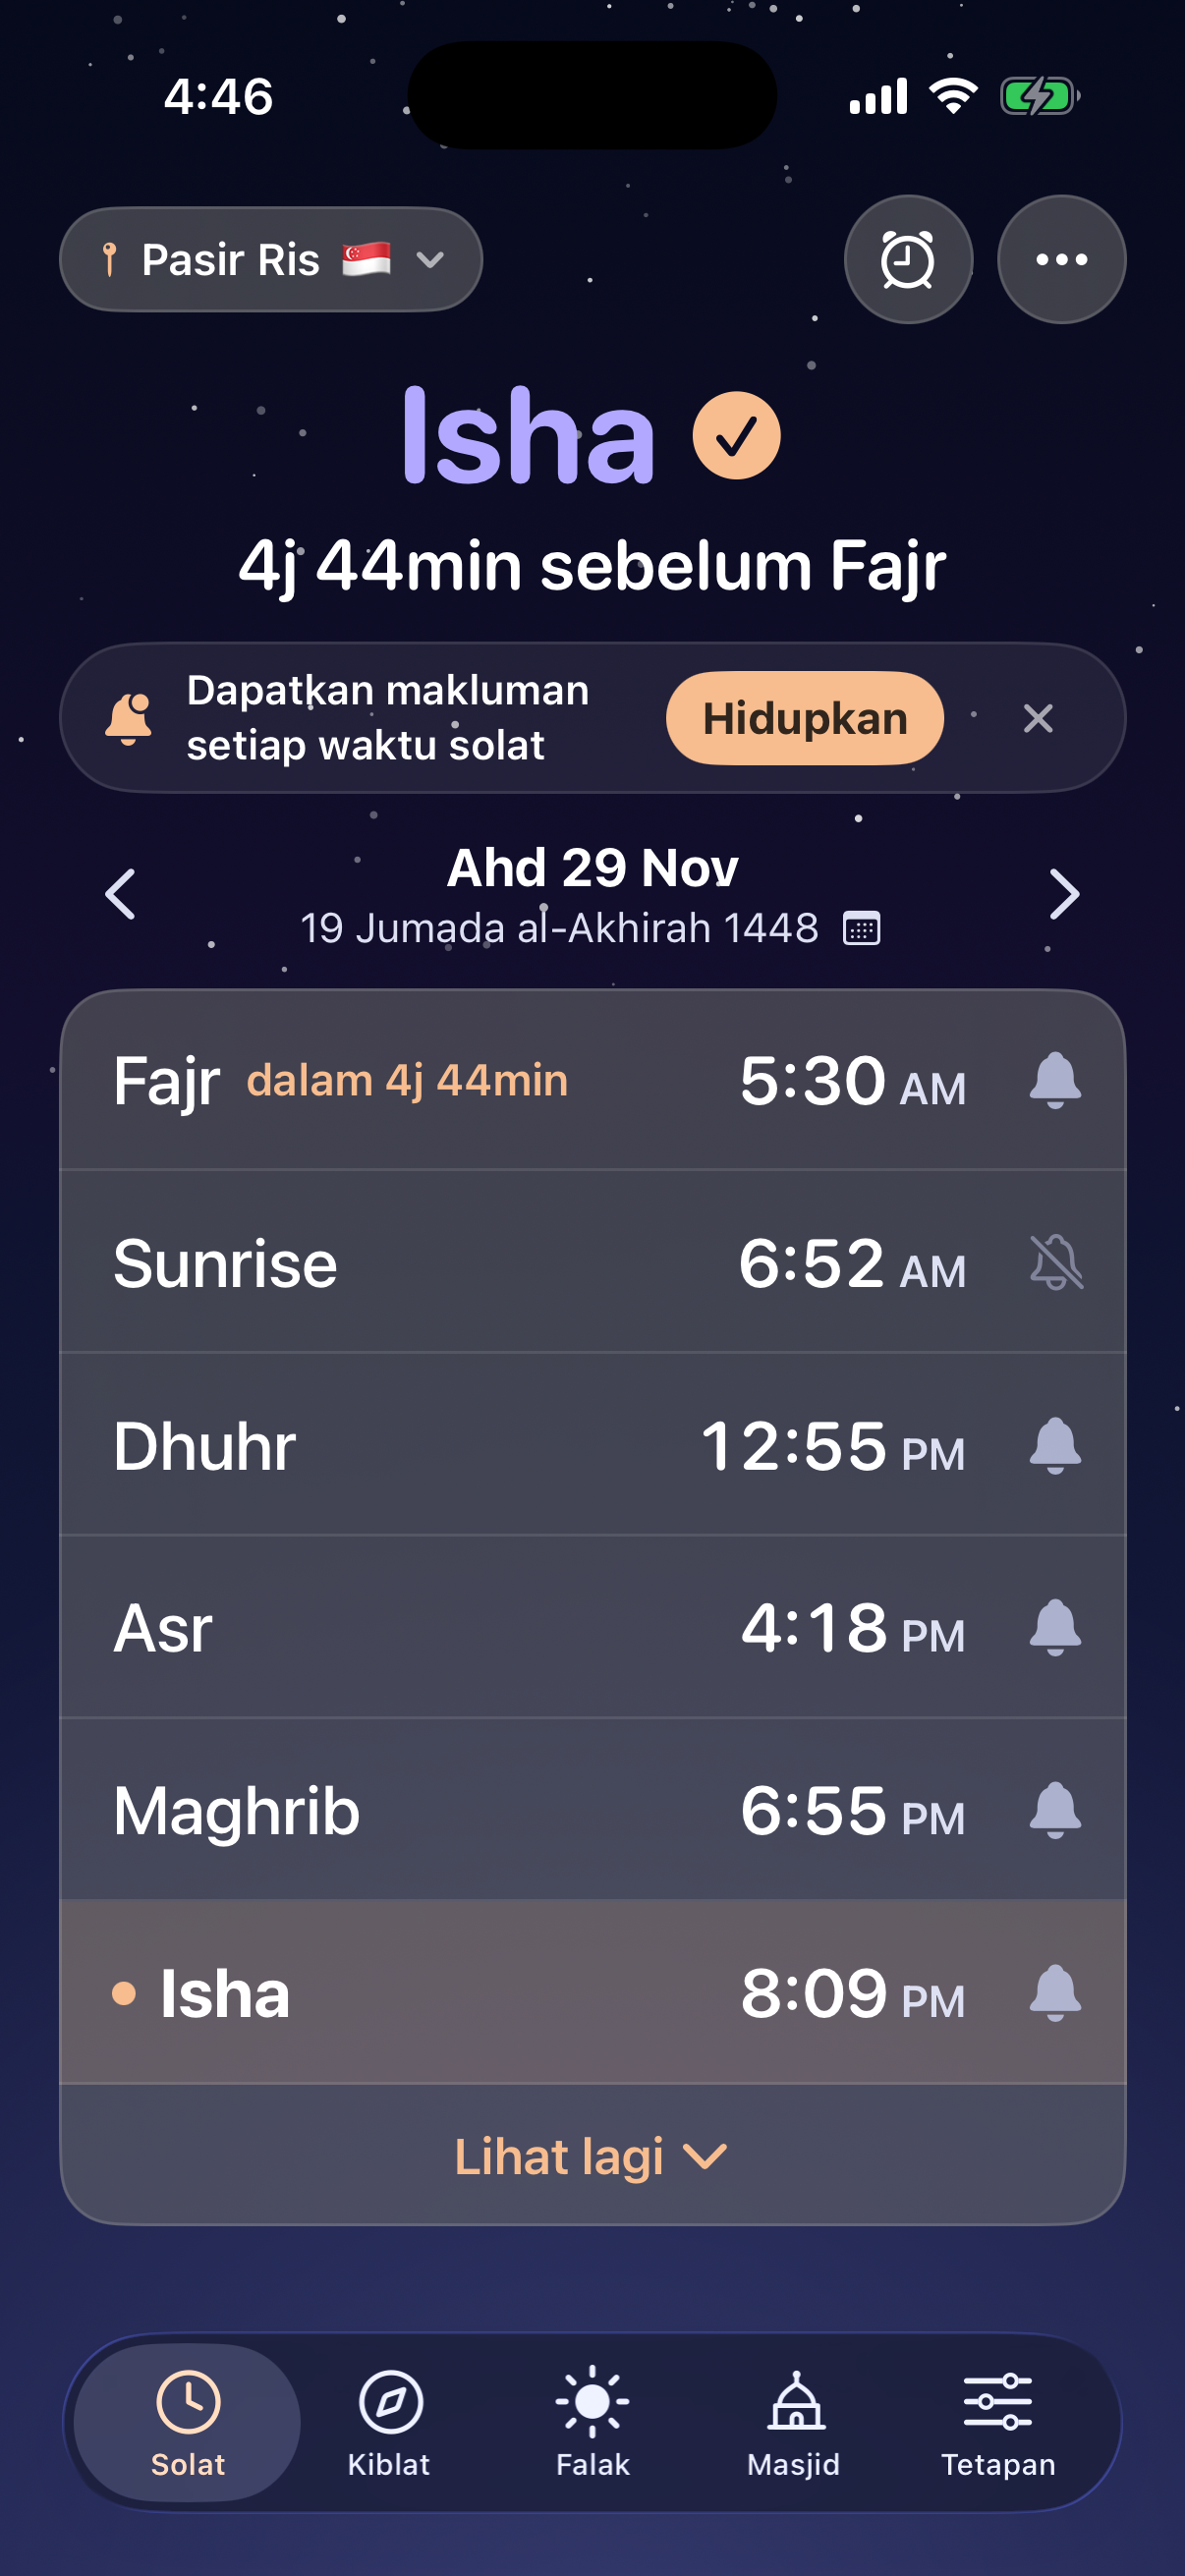 4:46
Pasir Ris 🇸🇬
Isha
4j 44min sebelum Fajr
Dapatkan makluman
setiap waktu solat
Hidupkan
Ahd 29 Nov
19 Jumada al-Akhirah 1448
Fajr dalam 4j 44min 5:30 AM
Sunrise 6:52 AM
Dhuhr 12:55 PM
Asr 4:18 PM
Maghrib 6:55 PM
Isha 8:09 PM
Lihat lagi
Solat Kiblat Falak Masjid Tetapan